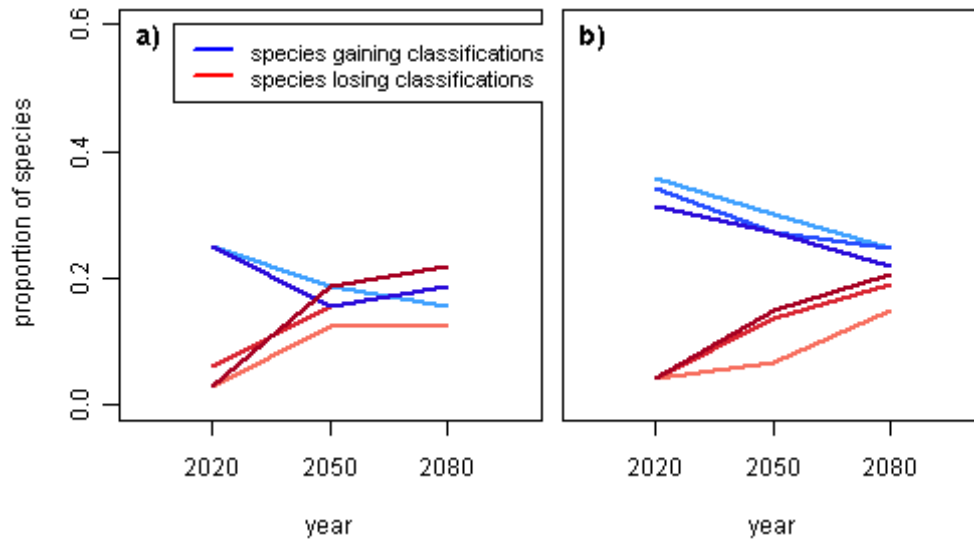 a)
species gaining classifications
species losing classifications
b)
proportion of species
0.6
0.4
0.2
0.0
2020 2050 2080
2020 2050 2080
year
year